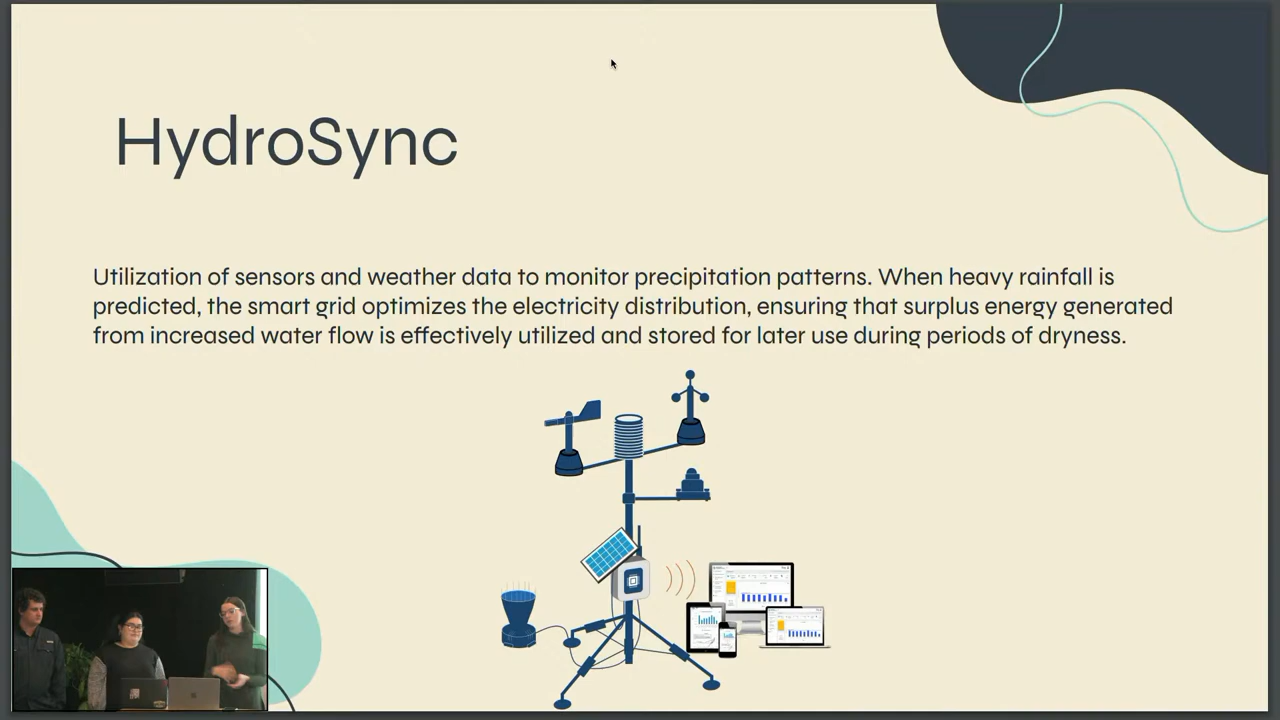 HydroSync
Utilization of sensors and weather data to monitor precipitation patterns. When heavy rainfall is
predicted, the smart grid optimizes the electricity distribution, ensuring that surplus energy generated
from increased water flow is effectively utilized and stored for later use during periods of dryness.